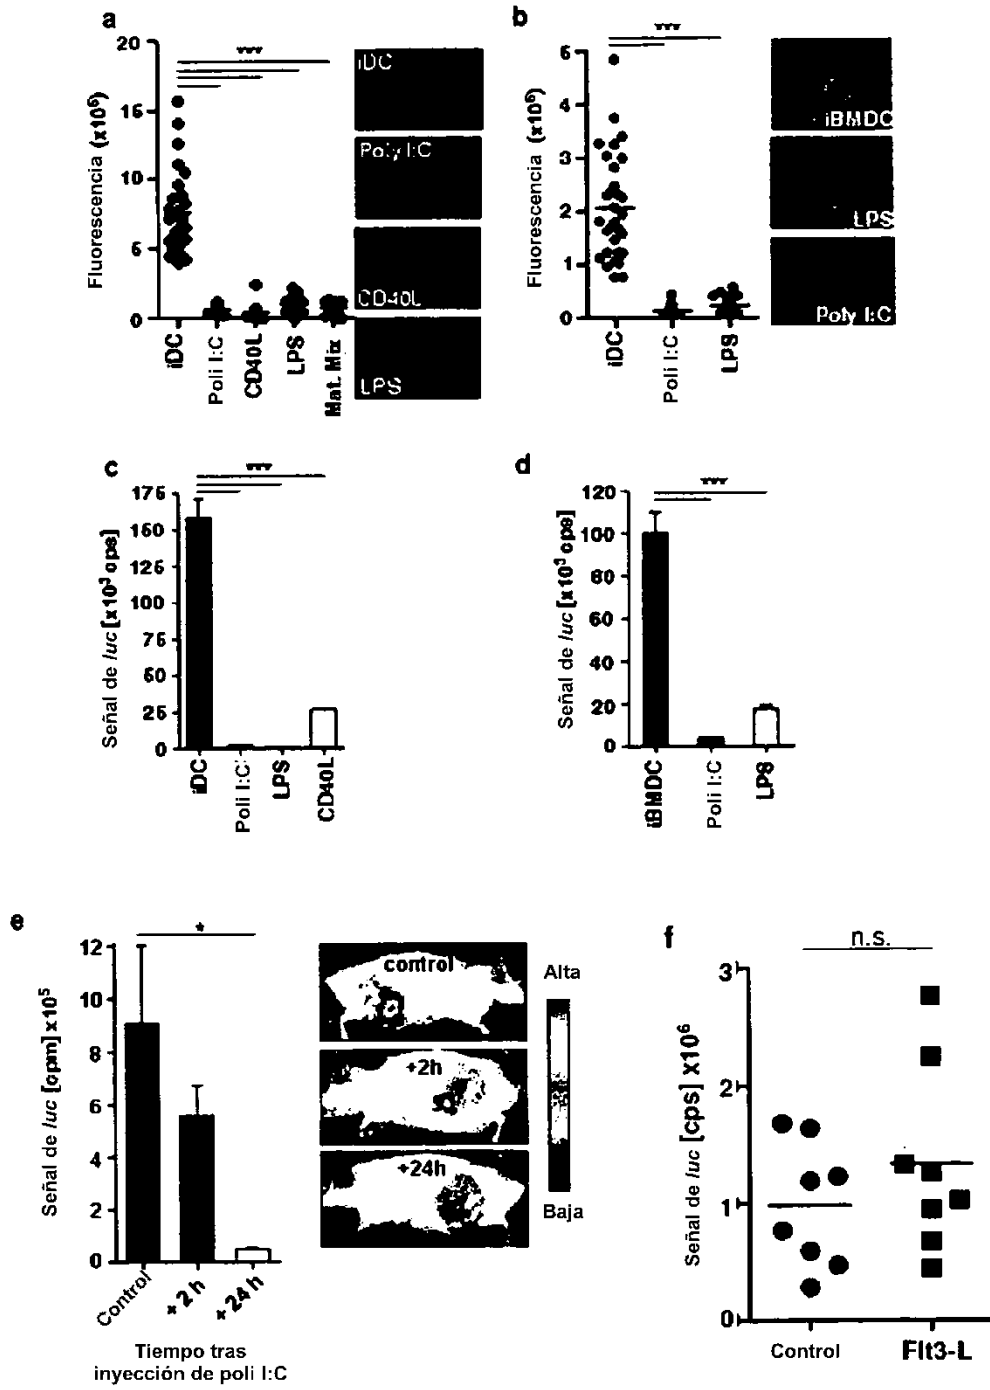 a
Fluorescencia (x10⁶)
20
15
10
5
0
iDC
Poli I:C
CD40L
LPS
Mat. Mix
***
iDC
Poly I:C
CD40L
LPS
b
Fluorescencia (x10⁶)
6
4
3
2
1
0
iDC
Poli I:C
LPS
***
iBMDC
LPS
Poly I:C
c
Señal de luc [x10³ cps]
175
150
125
100
75
50
25
0
iDC
Poli I:C
LPS
CD40L
***
d
Señal de luc [x10³ cps]
120
100
80
60
40
20
0
iBMDC
Poli I:C
LPS
***
e
Señal de luc [cpm] x10⁵
12
10
8
6
4
2
0
*
Control
+ 2 h
+ 24 h
Tiempo tras
inyección de poli I:C
control
+2h
+24h
Alta
Baja
f
Señal de luc [cps] x10⁶
3
2
1
0
n.s.
Control
Flt3-L